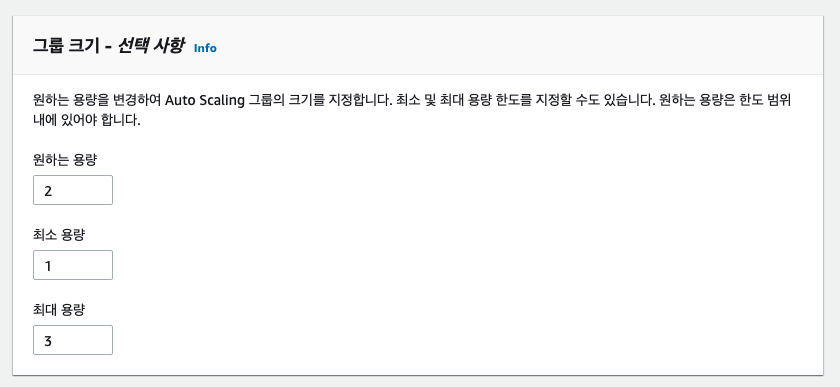 그룹 크기 - 선택 사항 Info
원하는 용량을 변경하여 Auto Scaling 그룹의 크기를 지정합니다. 최소 및 최대 용량 한도를 지정할 수도 있습니다. 원하는 용량은 한도 범위
내에 있어야 합니다.
원하는 용량
2
최소 용량
1
최대 용량
3